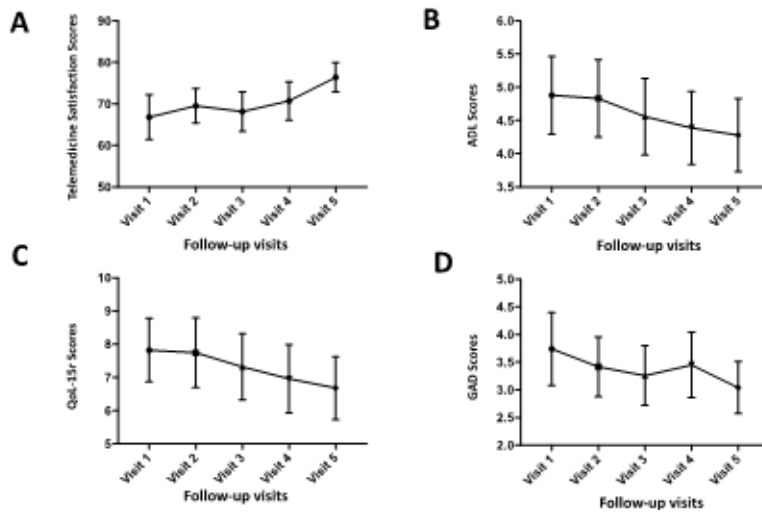 A
Telemedicine Satisfaction Scores
90
80
70
60
50
Visit 1
Visit 2
Visit 3
Visit 4
Visit 5
Follow-up visits
B
ADL Scores
6.0
5.5
5.0
4.5
4.0
3.5
Visit 1
Visit 2
Visit 3
Visit 4
Visit 5
Follow-up visits
C
QoL-15r Scores
10
9
8
7
6
5
Visit 1
Visit 2
Visit 3
Visit 4
Visit 5
Follow-up visits
D
GAD Scores
5.0
4.5
4.0
3.5
3.0
2.5
2.0
Visit 1
Visit 2
Visit 3
Visit 4
Visit 5
Follow-up visits